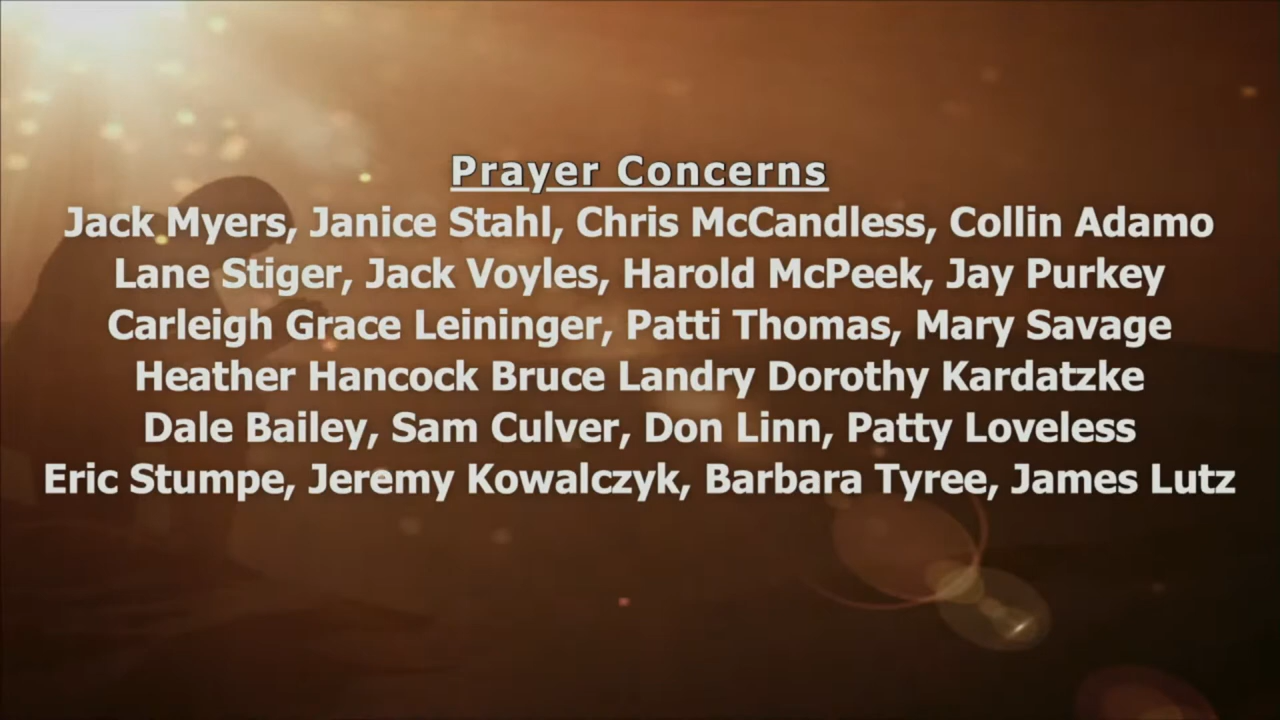 Prayer Concerns
Jack Myers, Janice Stahl, Chris McCandless, Collin Adamo
Lane Stiger, Jack Voyles, Harold McPeek, Jay Purkey
Carleigh Grace Leininger, Patti Thomas, Mary Savage
Heather Hancock Bruce Landry Dorothy Kardatzke
Dale Bailey, Sam Culver, Don Linn, Patty Loveless
Eric Stumpe, Jeremy Kowalczyk, Barbara Tyree, James Lutz